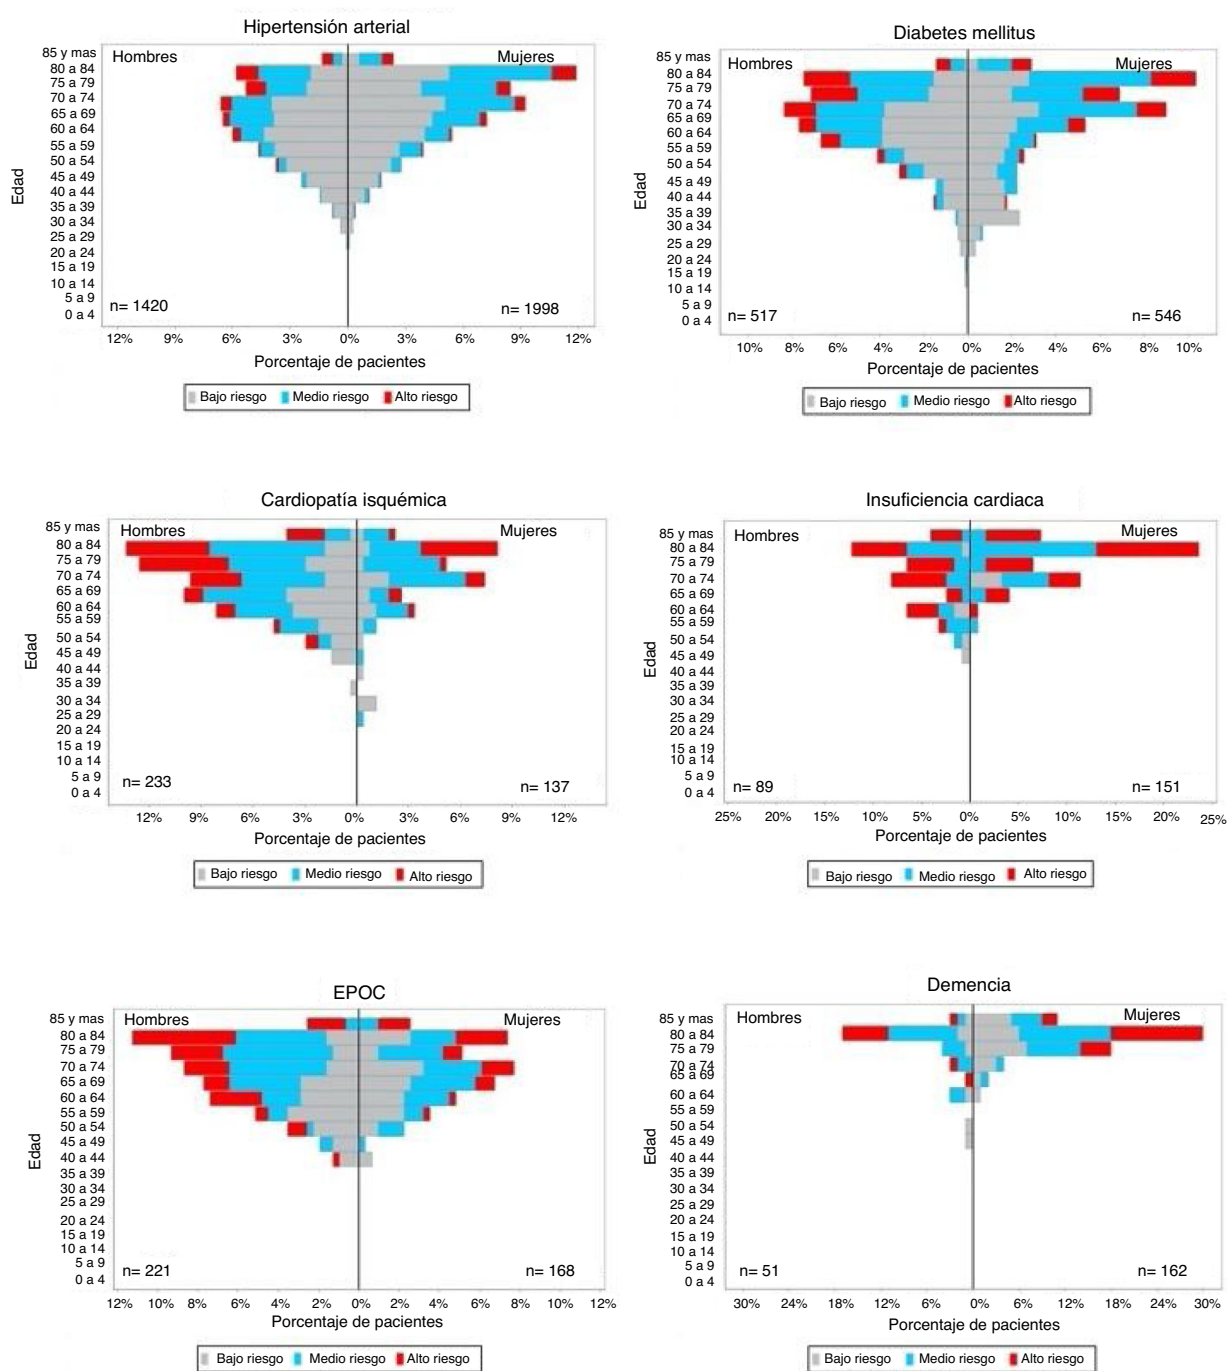 Hipertensión arterial
Hombres
Mujeres
85 y mas
80 a 84
75 a 79
70 a 74
65 a 69
60 a 64
55 a 59
50 a 54
45 a 49
40 a 44
35 a 39
30 a 34
25 a 29
20 a 24
15 a 19
10 a 14
5 a 9
0 a 4
Edad
n= 1420
n= 1998
12% 9% 6% 3% 0% 3% 6% 9% 12%
Porcentaje de pacientes
Bajo riesgo Medio riesgo Alto riesgo
Diabetes mellitus
Hombres
Mujeres
85 y mas
80 a 84
75 a 79
70 a 74
65 a 69
60 a 64
55 a 59
50 a 54
45 a 49
40 a 44
35 a 39
30 a 34
25 a 29
20 a 24
15 a 19
10 a 14
5 a 9
0 a 4
Edad
n= 517
n= 546
10% 8% 6% 4% 2% 0% 2% 4% 6% 8% 10%
Porcentaje de pacientes
Bajo riesgo Medio riesgo Alto riesgo
Cardiopatía isquémica
Hombres
Mujeres
85 y mas
80 a 84
75 a 79
70 a 74
65 a 69
60 a 64
55 a 59
50 a 54
45 a 49
40 a 44
35 a 39
30 a 34
25 a 29
20 a 24
15 a 19
10 a 14
5 a 9
0 a 4
Edad
n= 233
n= 137
12% 9% 6% 3% 0% 3% 6% 9% 12%
Porcentaje de pacientes
Bajo riesgo Medio riesgo Alto riesgo
Insuficiencia cardiaca
Hombres
Mujeres
85 y mas
80 a 84
75 a 79
70 a 74
65 a 69
60 a 64
55 a 59
50 a 54
45 a 49
40 a 44
35 a 39
30 a 34
25 a 29
20 a 24
15 a 19
10 a 14
5 a 9
0 a 4
Edad
n= 89
n= 151
25% 20% 15% 10% 5% 0% 5% 10% 15% 20% 25%
Porcentaje de pacientes
Bajo riesgo Medio riesgo Alto riesgo
EPOC
Hombres
Mujeres
85 y mas
80 a 84
75 a 79
70 a 74
65 a 69
60 a 64
55 a 59
50 a 54
45 a 49
40 a 44
35 a 39
30 a 34
25 a 29
20 a 24
15 a 19
10 a 14
5 a 9
0 a 4
Edad
n= 221
n= 168
12% 10% 8% 6% 4% 2% 0% 2% 4% 6% 8% 10% 12%
Porcentaje de pacientes
Bajo riesgo Medio riesgo Alto riesgo
Demencia
Hombres
Mujeres
85 y mas
80 a 84
75 a 79
70 a 74
65 a 69
60 a 64
55 a 59
50 a 54
45 a 49
40 a 44
35 a 39
30 a 34
25 a 29
20 a 24
15 a 19
10 a 14
5 a 9
0 a 4
Edad
n= 51
n= 162
30% 24% 18% 12% 6% 0% 6% 12% 18% 24% 30%
Porcentaje de pacientes
Bajo riesgo Medio riesgo Alto riesgo